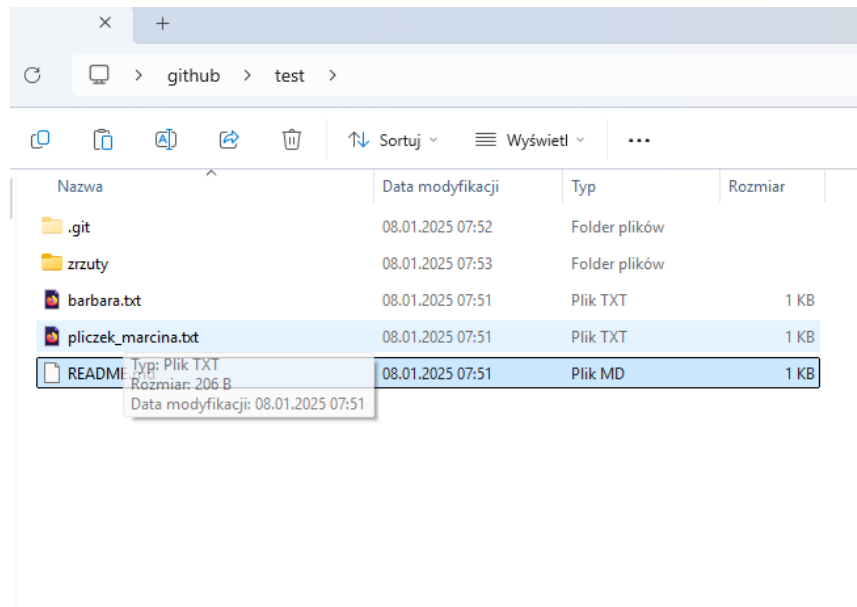 github > test >
Sortuj Wyświetl
Nazwa Data modyfikacji Typ Rozmiar
.git 08.01.2025 07:52 Folder plików
zrzuty 08.01.2025 07:53 Folder plików
barbara.txt 08.01.2025 07:51 Plik TXT 1 KB
pliczek_marcina.txt 08.01.2025 07:51 Plik TXT 1 KB
README.md 08.01.2025 07:51 Plik MD 1 KB
Typ: Plik TXT
Rozmiar: 206 B
Data modyfikacji: 08.01.2025 07:51